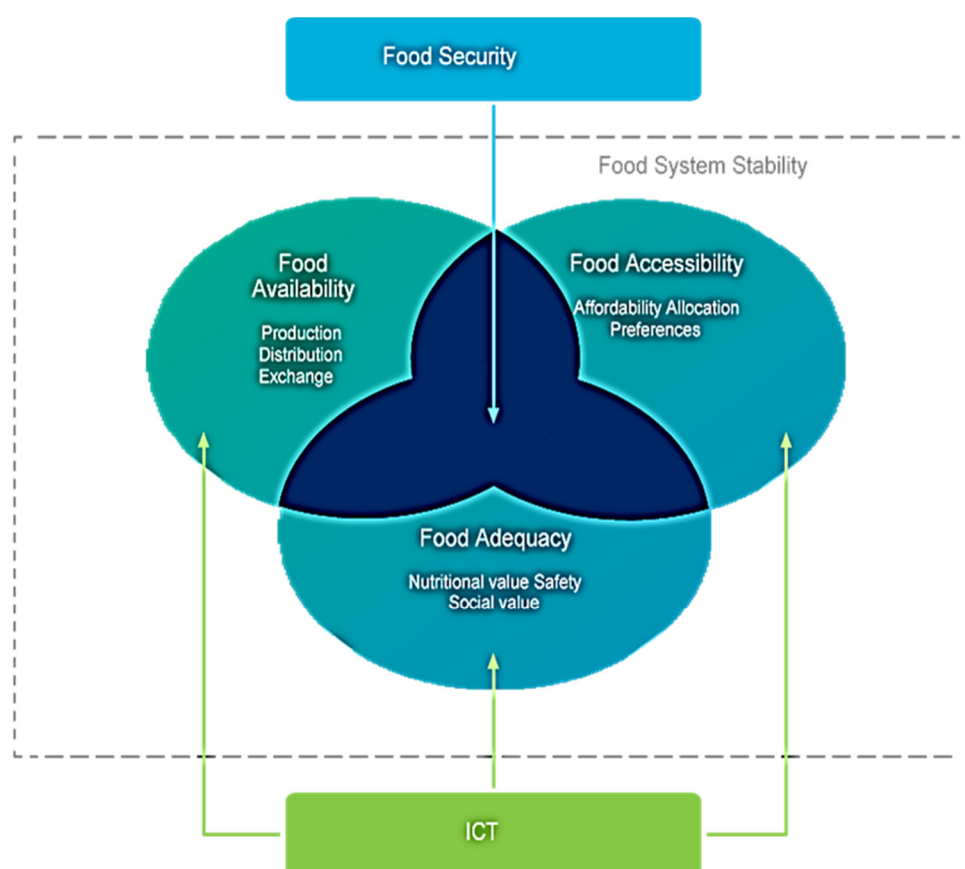 Food Security
Food System Stability
Food
Availability
Production
Distribution
Exchange
Food Accessibility
Affordability Allocation
Preferences
Food Adequacy
Nutritional value Safety
Social value
ICT